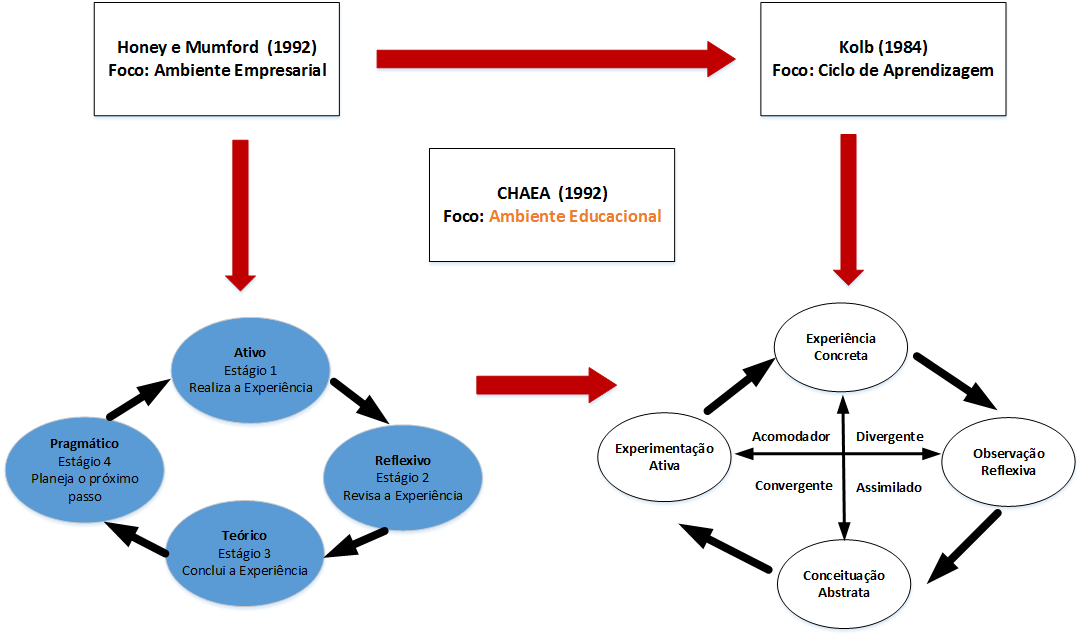 Honey e Mumford (1992)
Foco: Ambiente Empresarial
Kolb (1984)
Foco: Ciclo de Aprendizagem
CHAEA (1992)
Foco: Ambiente Educacional
Ativo
Estágio 1
Realiza a Experiência
Reflexivo
Estágio 2
Revisa a Experiência
Teórico
Estágio 3
Conclui a Experiência
Pragmático
Estágio 4
Planeja o próximo
passo
Experiência
Concreta
Observação
Reflexiva
Conceituação
Abstrata
Experimentação
Ativa
Acomodador
Divergente
Convergente
Assimilado